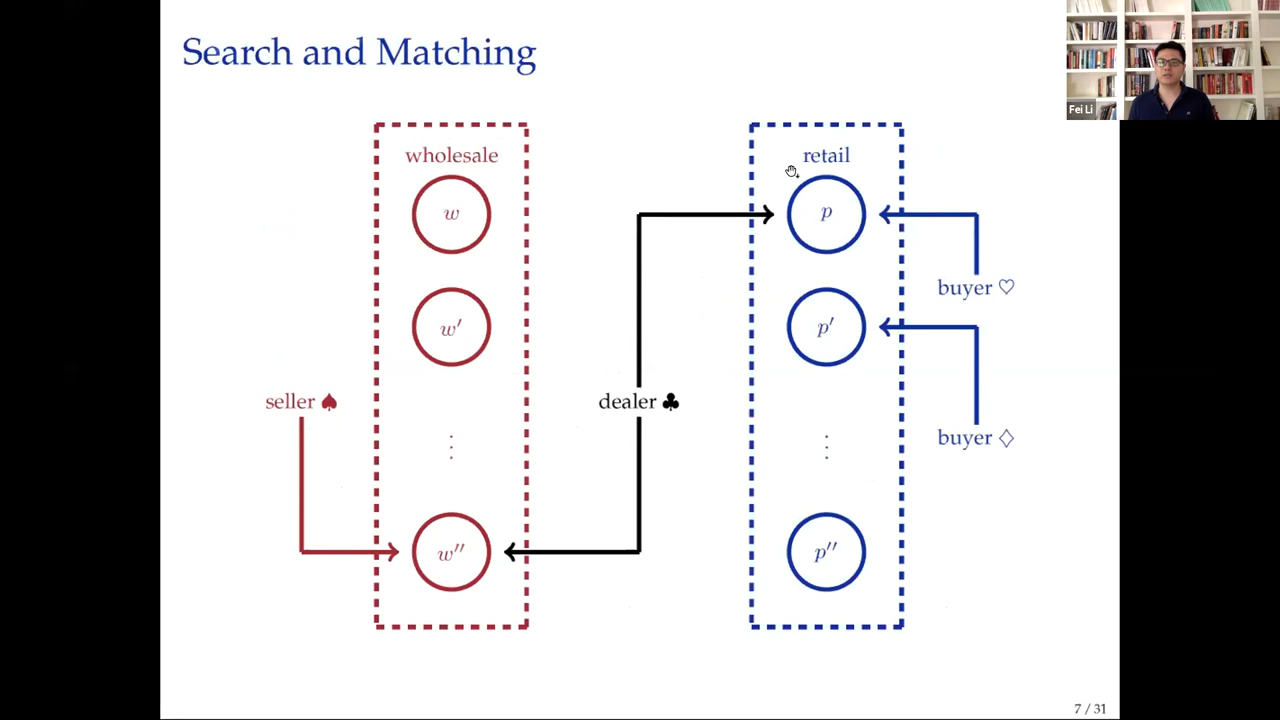 Search and Matching
Fei Li
wholesale
retail
w
p
buyer ♡
w′
p′
seller ♠
dealer ♣
buyer ♢
⋮
⋮
w′′
p′′
7 / 31